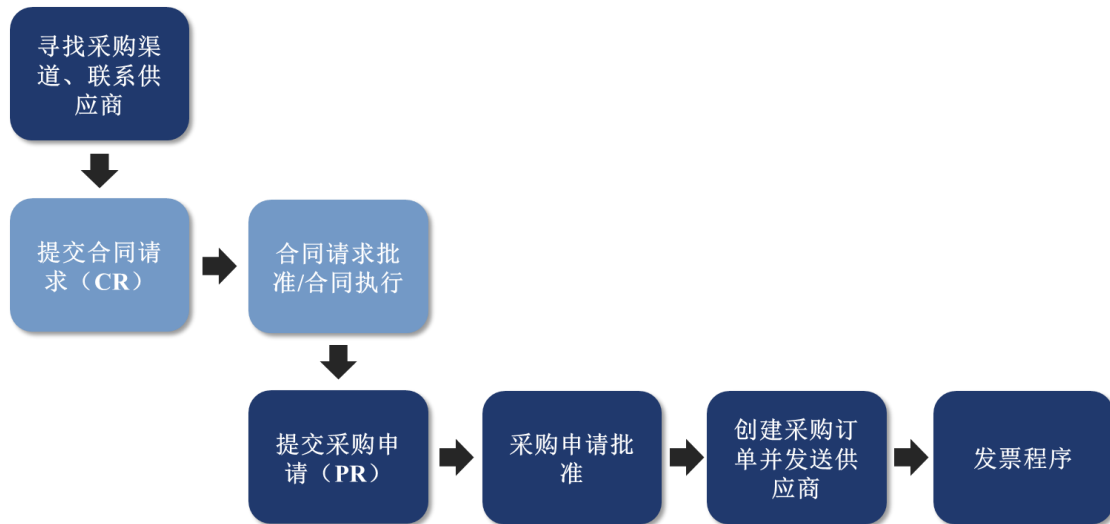 寻找采购渠
道、联系供
应商
提交合同请
求（CR）
合同请求批
准/合同执行
提交采购申
请（PR）
采购申请批
准
创建采购订
单并发送供
应商
发票程序